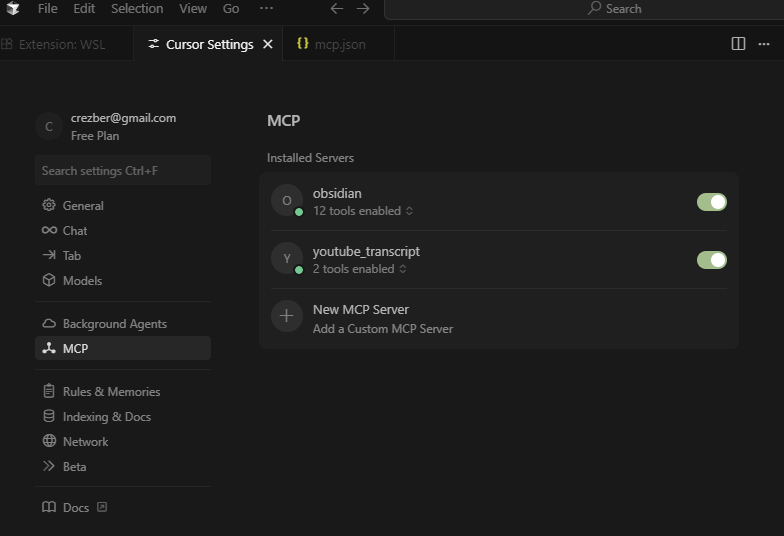 File Edit Selection View Go ··· Search
Extension: WSL Cursor Settings mcp.json
C
crezber@gmail.com
Free Plan
Search settings Ctrl+F
General
Chat
Tab
Models
Background Agents
MCP
Rules & Memories
Indexing & Docs
Network
Beta
Docs
MCP
Installed Servers
O
obsidian
12 tools enabled
Y
youtube_transcript
2 tools enabled
New MCP Server
Add a Custom MCP Server